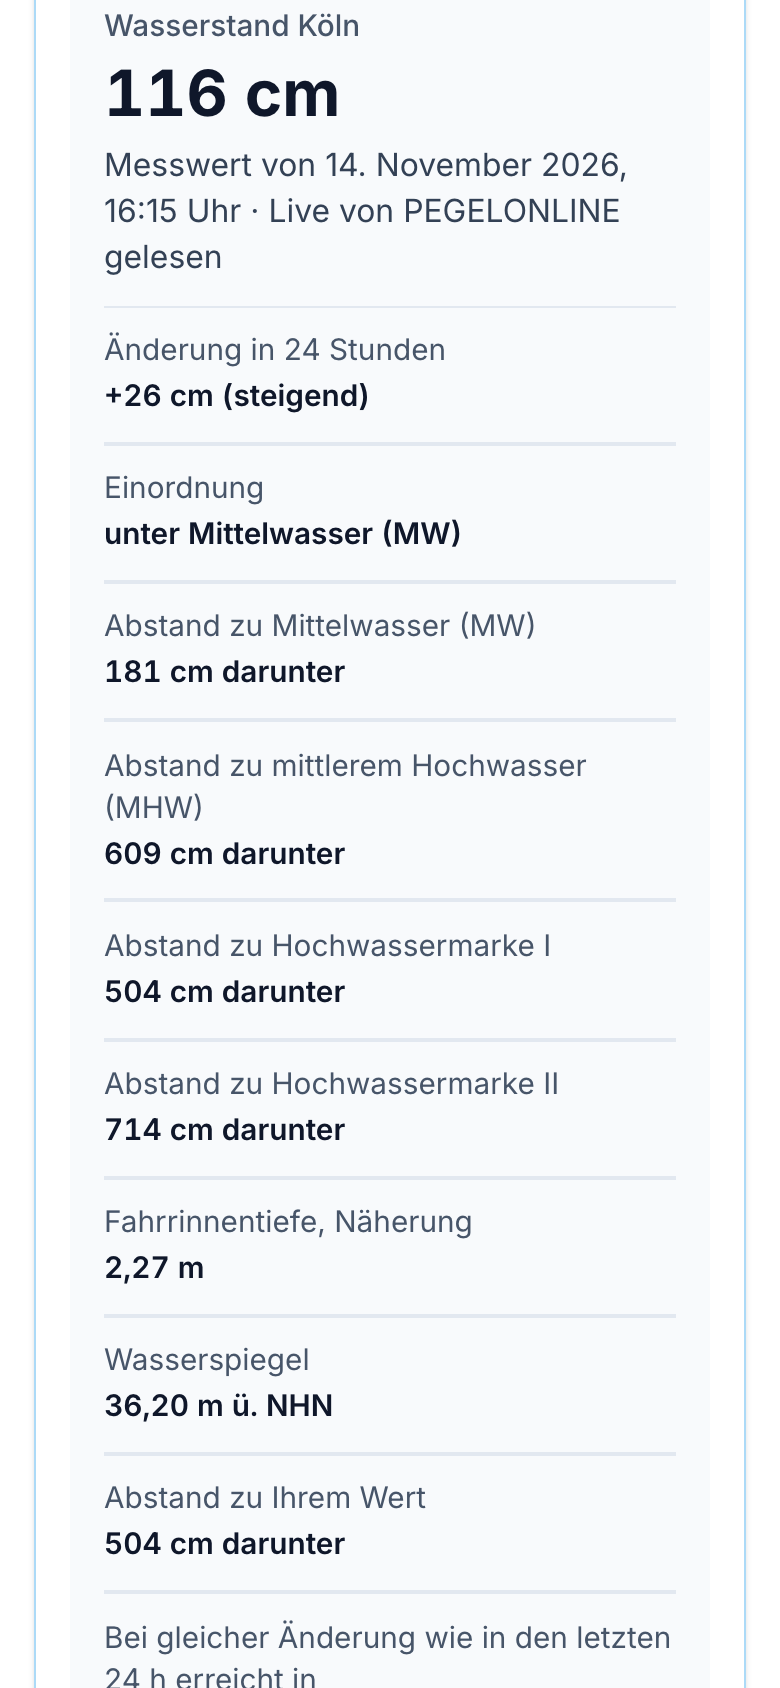 Wasserstand Köln
116 cm
Messwert von 14. November 2026,
16:15 Uhr · Live von PEGELONLINE
gelesen
Änderung in 24 Stunden
+26 cm (steigend)
Einordnung
unter Mittelwasser (MW)
Abstand zu Mittelwasser (MW)
181 cm darunter
Abstand zu mittlerem Hochwasser
(MHW)
609 cm darunter
Abstand zu Hochwassermarke I
504 cm darunter
Abstand zu Hochwassermarke II
714 cm darunter
Fahrrinnentiefe, Näherung
2,27 m
Wasserspiegel
36,20 m ü. NHN
Abstand zu Ihrem Wert
504 cm darunter
Bei gleicher Änderung wie in den letzten
24 h erreicht in